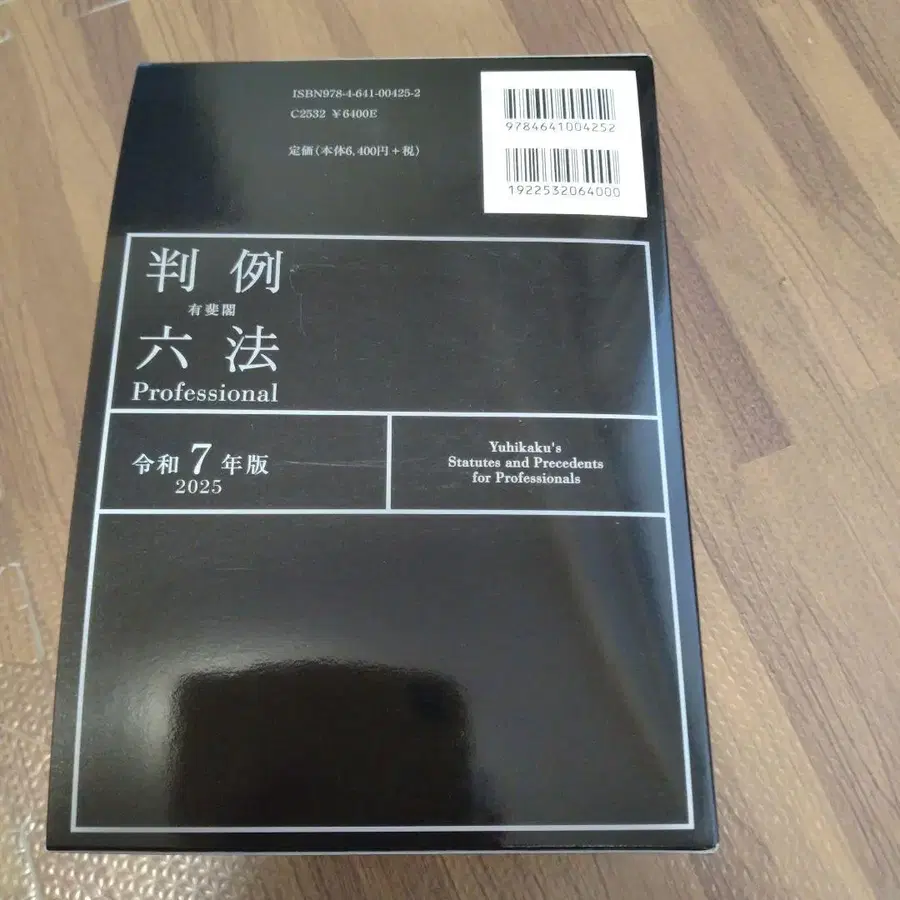 ISBN978-4-641-00425-2
C2532 ￥6400E
定価(本体6,400円+税)
9784641004252
1922532064000
判例
有斐閣
六法
Professional
令和7年版
2025
Yuhikaku's
Statutes and Precedents
for Professionals